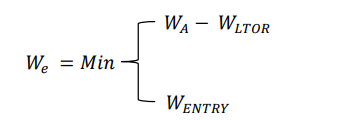 W_A − W_LTOR
W_e = Min
W_ENTRY